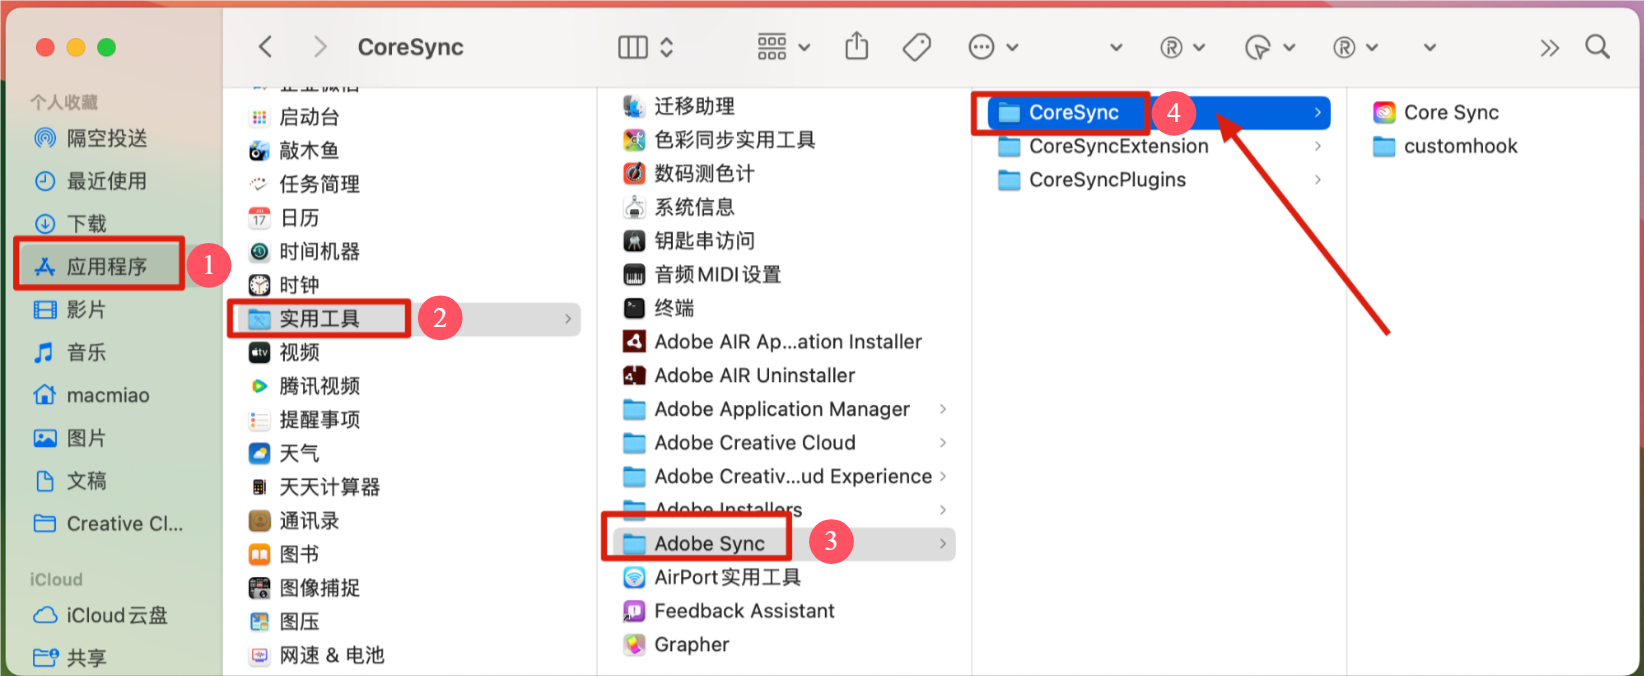 CoreSync
个人收藏
隔空投送
最近使用
下载
应用程序
1
影片
音乐
macmiao
图片
文稿
Creative Cl...
iCloud
iCloud云盘
共享
启动台
敲木鱼
任务简理
日历
时间机器
时钟
实用工具
2
视频
腾讯视频
提醒事项
天气
天天计算器
通讯录
图书
图像捕捉
图压
网速 & 电池
迁移助理
色彩同步实用工具
数码测色计
系统信息
钥匙串访问
音频MIDI设置
终端
Adobe AIR Ap...ation Installer
Adobe AIR Uninstaller
Adobe Application Manager
Adobe Creative Cloud
Adobe Creativ...ud Experience
Adobe Installers
Adobe Sync
3
AirPort实用工具
Feedback Assistant
Grapher
CoreSync
4
CoreSyncExtension
CoreSyncPlugins
Core Sync
customhook